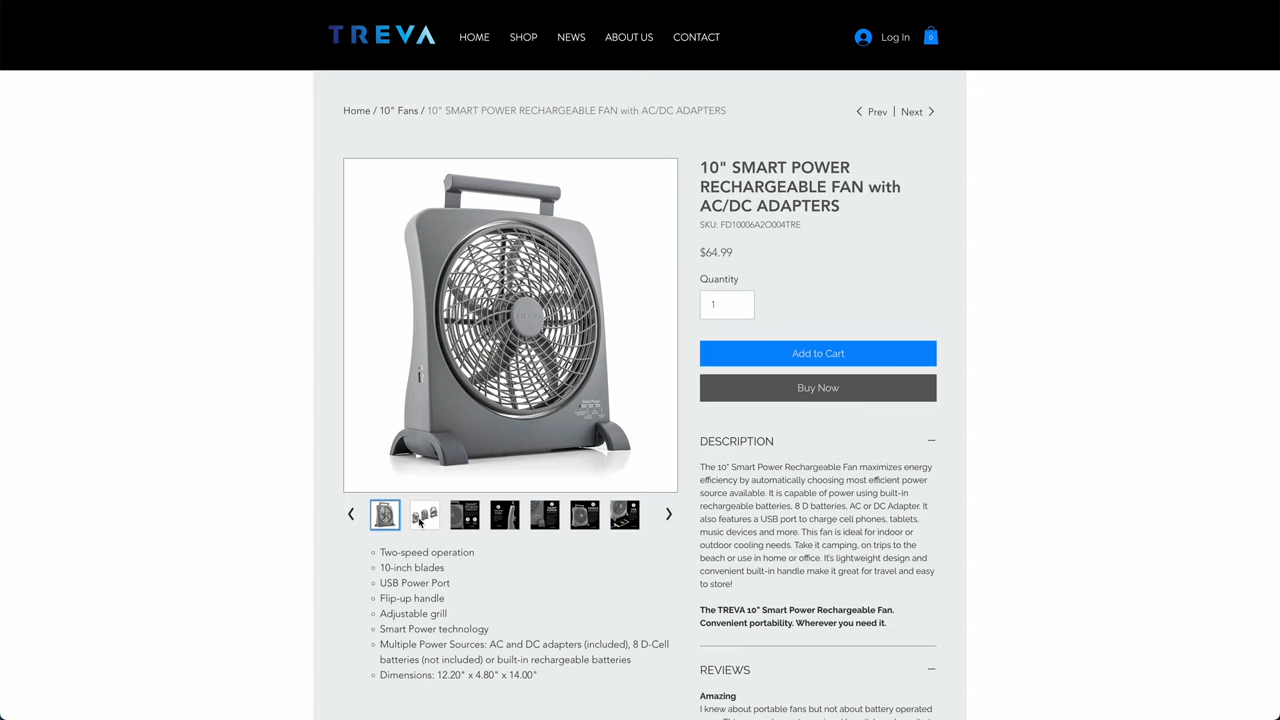 TREVA
HOME SHOP NEWS ABOUT US CONTACT
Log In
0
Home / 10" Fans / 10" SMART POWER RECHARGEABLE FAN with AC/DC ADAPTERS
Prev | Next
10" SMART POWER
RECHARGEABLE FAN with
AC/DC ADAPTERS
SKU: FD10006A2O004TRE
$64.99
Quantity
1
Add to Cart
Buy Now
DESCRIPTION
The 10" Smart Power Rechargeable Fan maximizes energy
efficiency by automatically choosing most efficient power
source available. It is capable of power using built-in
rechargeable batteries, 8 D batteries, AC or DC Adapter. It
also features a USB port to charge cell phones, tablets,
music devices and more. This fan is ideal for indoor or
outdoor cooling needs. Take it camping, on trips to the
beach or use in home or office. It's lightweight design and
convenient built-in handle make it great for travel and easy
to store!
The TREVA 10" Smart Power Rechargeable Fan.
Convenient portability. Wherever you need it.
REVIEWS
Amazing
I knew about portable fans but not about battery operated
Two-speed operation
10-inch blades
USB Power Port
Flip-up handle
Adjustable grill
Smart Power technology
Multiple Power Sources: AC and DC adapters (included), 8 D-Cell
batteries (not included) or built-in rechargeable batteries
Dimensions: 12.20" x 4.80" x 14.00"